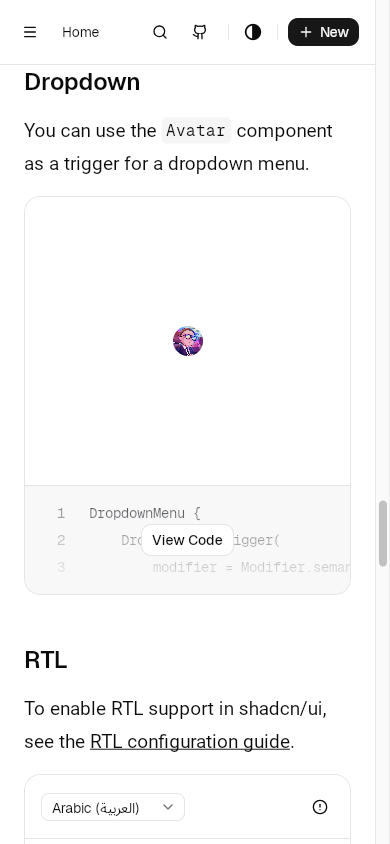 Home
New
Dropdown
You can use the Avatar component
as a trigger for a dropdown menu.
1 DropdownMenu {
2 igger(
View Code
3 modifier = Modifier.seman
RTL
To enable RTL support in shadcn/ui,
see the RTL configuration guide.
Arabic (العربية)